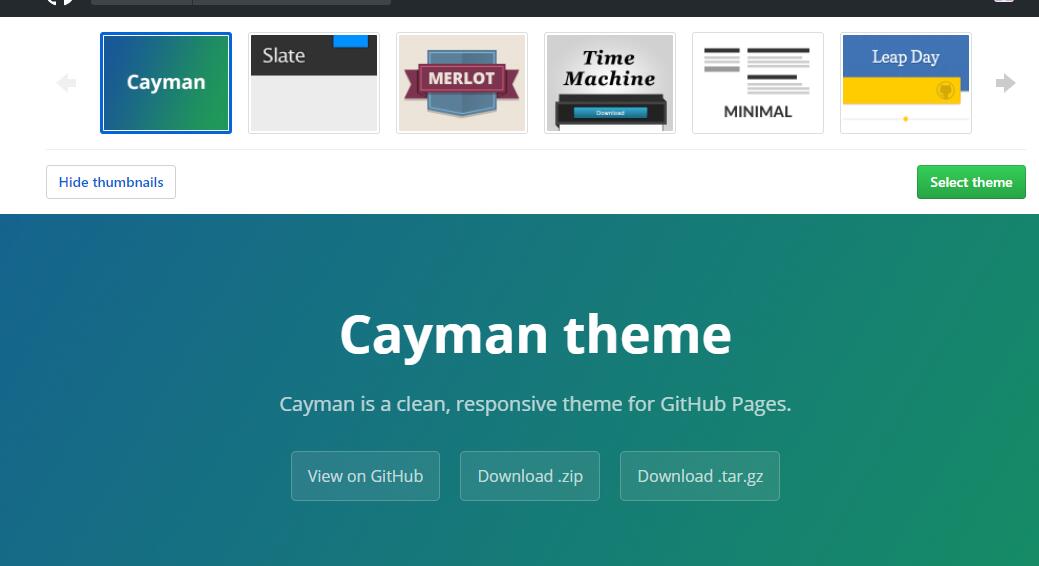 Cayman
Slate
MERLOT
Time
Machine
Download
MINIMAL
Leap Day
Hide thumbnails
Select theme
Cayman theme
Cayman is a clean, responsive theme for GitHub Pages.
View on GitHub
Download .zip
Download .tar.gz